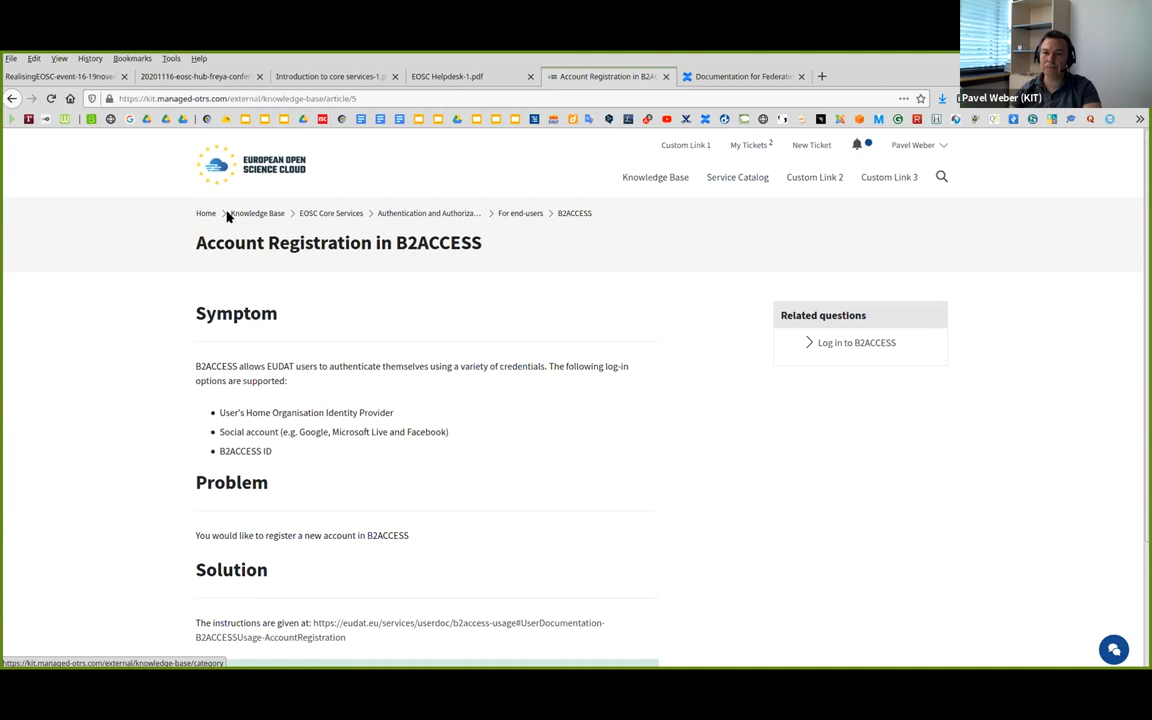 File Edit View History Bookmarks Tools Help
RealisingEOSC-event-16-19nove
20201116-eosc-hub-freya-confer
Introduction to core services-1.p
EOSC Helpdesk-1.pdf
Account Registration in B2AC
Documentation for Federati
https://kit.managed-otrs.com/external/knowledge-base/article/5
Pavel Weber (KIT)
EUROPEAN OPEN
SCIENCE CLOUD
Custom Link 1 My Tickets 2 New Ticket Pavel Weber
Knowledge Base Service Catalog Custom Link 2 Custom Link 3
Home Knowledge Base EOSC Core Services Authentication and Authoriza... For end-users B2ACCESS
Account Registration in B2ACCESS
Symptom
B2ACCESS allows EUDAT users to authenticate themselves using a variety of credentials. The following log-in
options are supported:
User's Home Organisation Identity Provider
Social account (e.g. Google, Microsoft Live and Facebook)
B2ACCESS ID
Problem
You would like to register a new account in B2ACCESS
Solution
The instructions are given at: https://eudat.eu/services/userdoc/b2access-usage#UserDocumentation-
B2ACCESSUsage-AccountRegistration
Related questions
Log in to B2ACCESS
https://kit.managed-otrs.com/external/knowledge-base/category